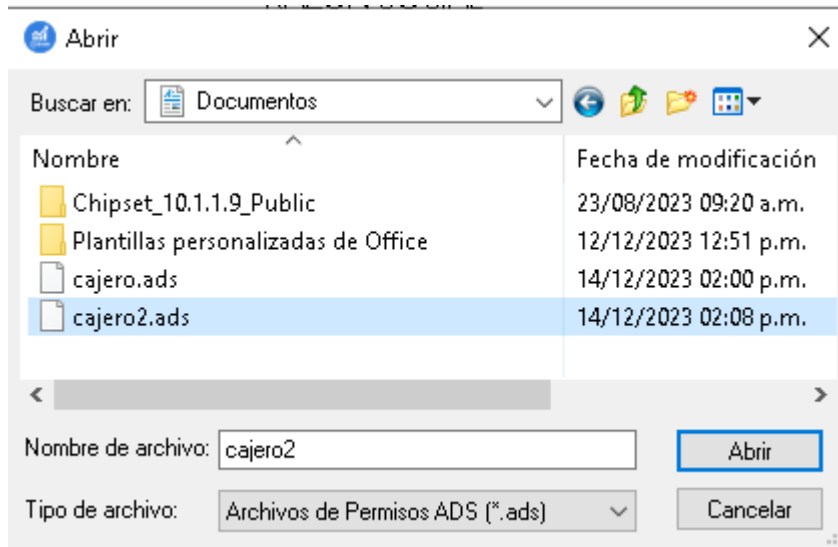 Abrir
Buscar en: Documentos
Nombre Fecha de modificación
Chipset_10.1.1.9_Public 23/08/2023 09:20 a.m.
Plantillas personalizadas de Office 12/12/2023 12:51 p.m.
cajero.ads 14/12/2023 02:00 p.m.
cajero2.ads 14/12/2023 02:08 p.m.
Nombre de archivo: cajero2 Abrir
Tipo de archivo: Archivos de Permisos ADS (*.ads) Cancelar